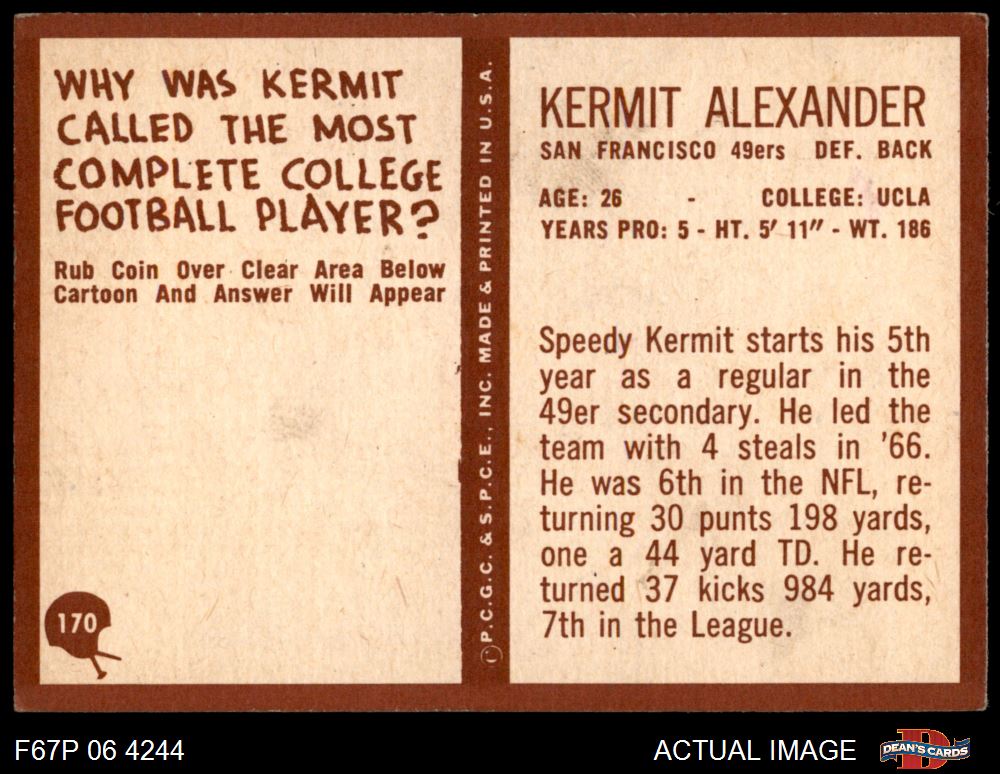 WHY WAS KERMIT
CALLED THE MOST
COMPLETE COLLEGE
FOOTBALL PLAYER?
Rub Coin Over Clear Area Below
Cartoon And Answer Will Appear
170
Ⓟ P.C.G.C. & S.P.C.E., INC. MADE & PRINTED IN U.S.A.
KERMIT ALEXANDER
SAN FRANCISCO 49ers DEF. BACK
AGE: 26 - COLLEGE: UCLA
YEARS PRO: 5 - HT. 5' 11" - WT. 186
Speedy Kermit starts his 5th
year as a regular in the
49er secondary. He led the
team with 4 steals in '66.
He was 6th in the NFL, re-
turning 30 punts 198 yards,
one a 44 yard TD. He re-
turned 37 kicks 984 yards,
7th in the League.
F67P 06 4244
ACTUAL IMAGE
DEAN'S CARDS